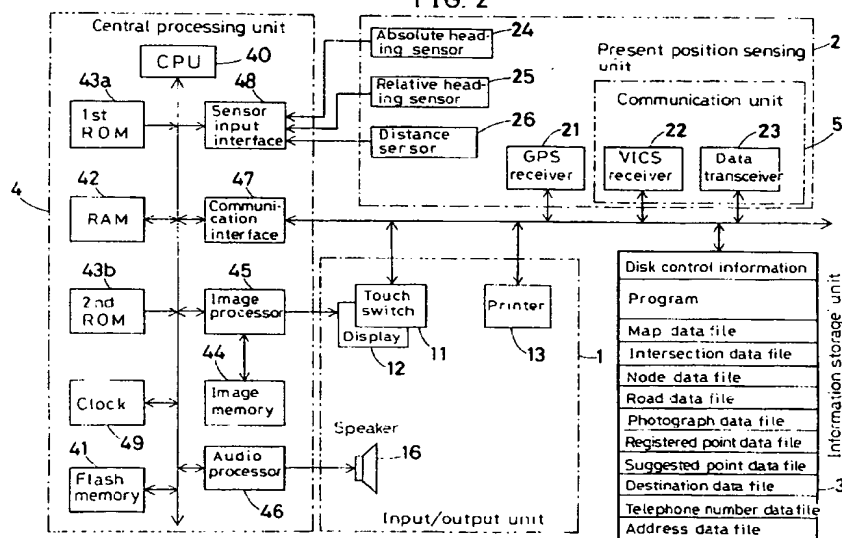 FIG. 2
Central processing unit
CPU
40
43a
1st
ROM
48
Sensor
input
interface
42
RAM
47
Communi-
cation
interface
4
43b
2nd
ROM
45
Image
processor
44
Image
memory
Clock
49
41
Flash
memory
Audio
processor
46
Absolute head-
ing sensor
24
Relative head-
ing sensor
25
Distance
sensor
26
Present position sensing
unit
2
Communication unit
5
21
GPS
receiver
22
VICS
receiver
23
Data
transceiver
Touch
switch
11
Display
12
Printer
13
1
Speaker
16
Input/output unit
Disk control information
Program
Map data file
Intersection data file
Node data file
Road data file
Photograph data file
Registered point data file
Suggested point data file
Destination data file
Telephone number data file
Address data file
Information storage unit
3